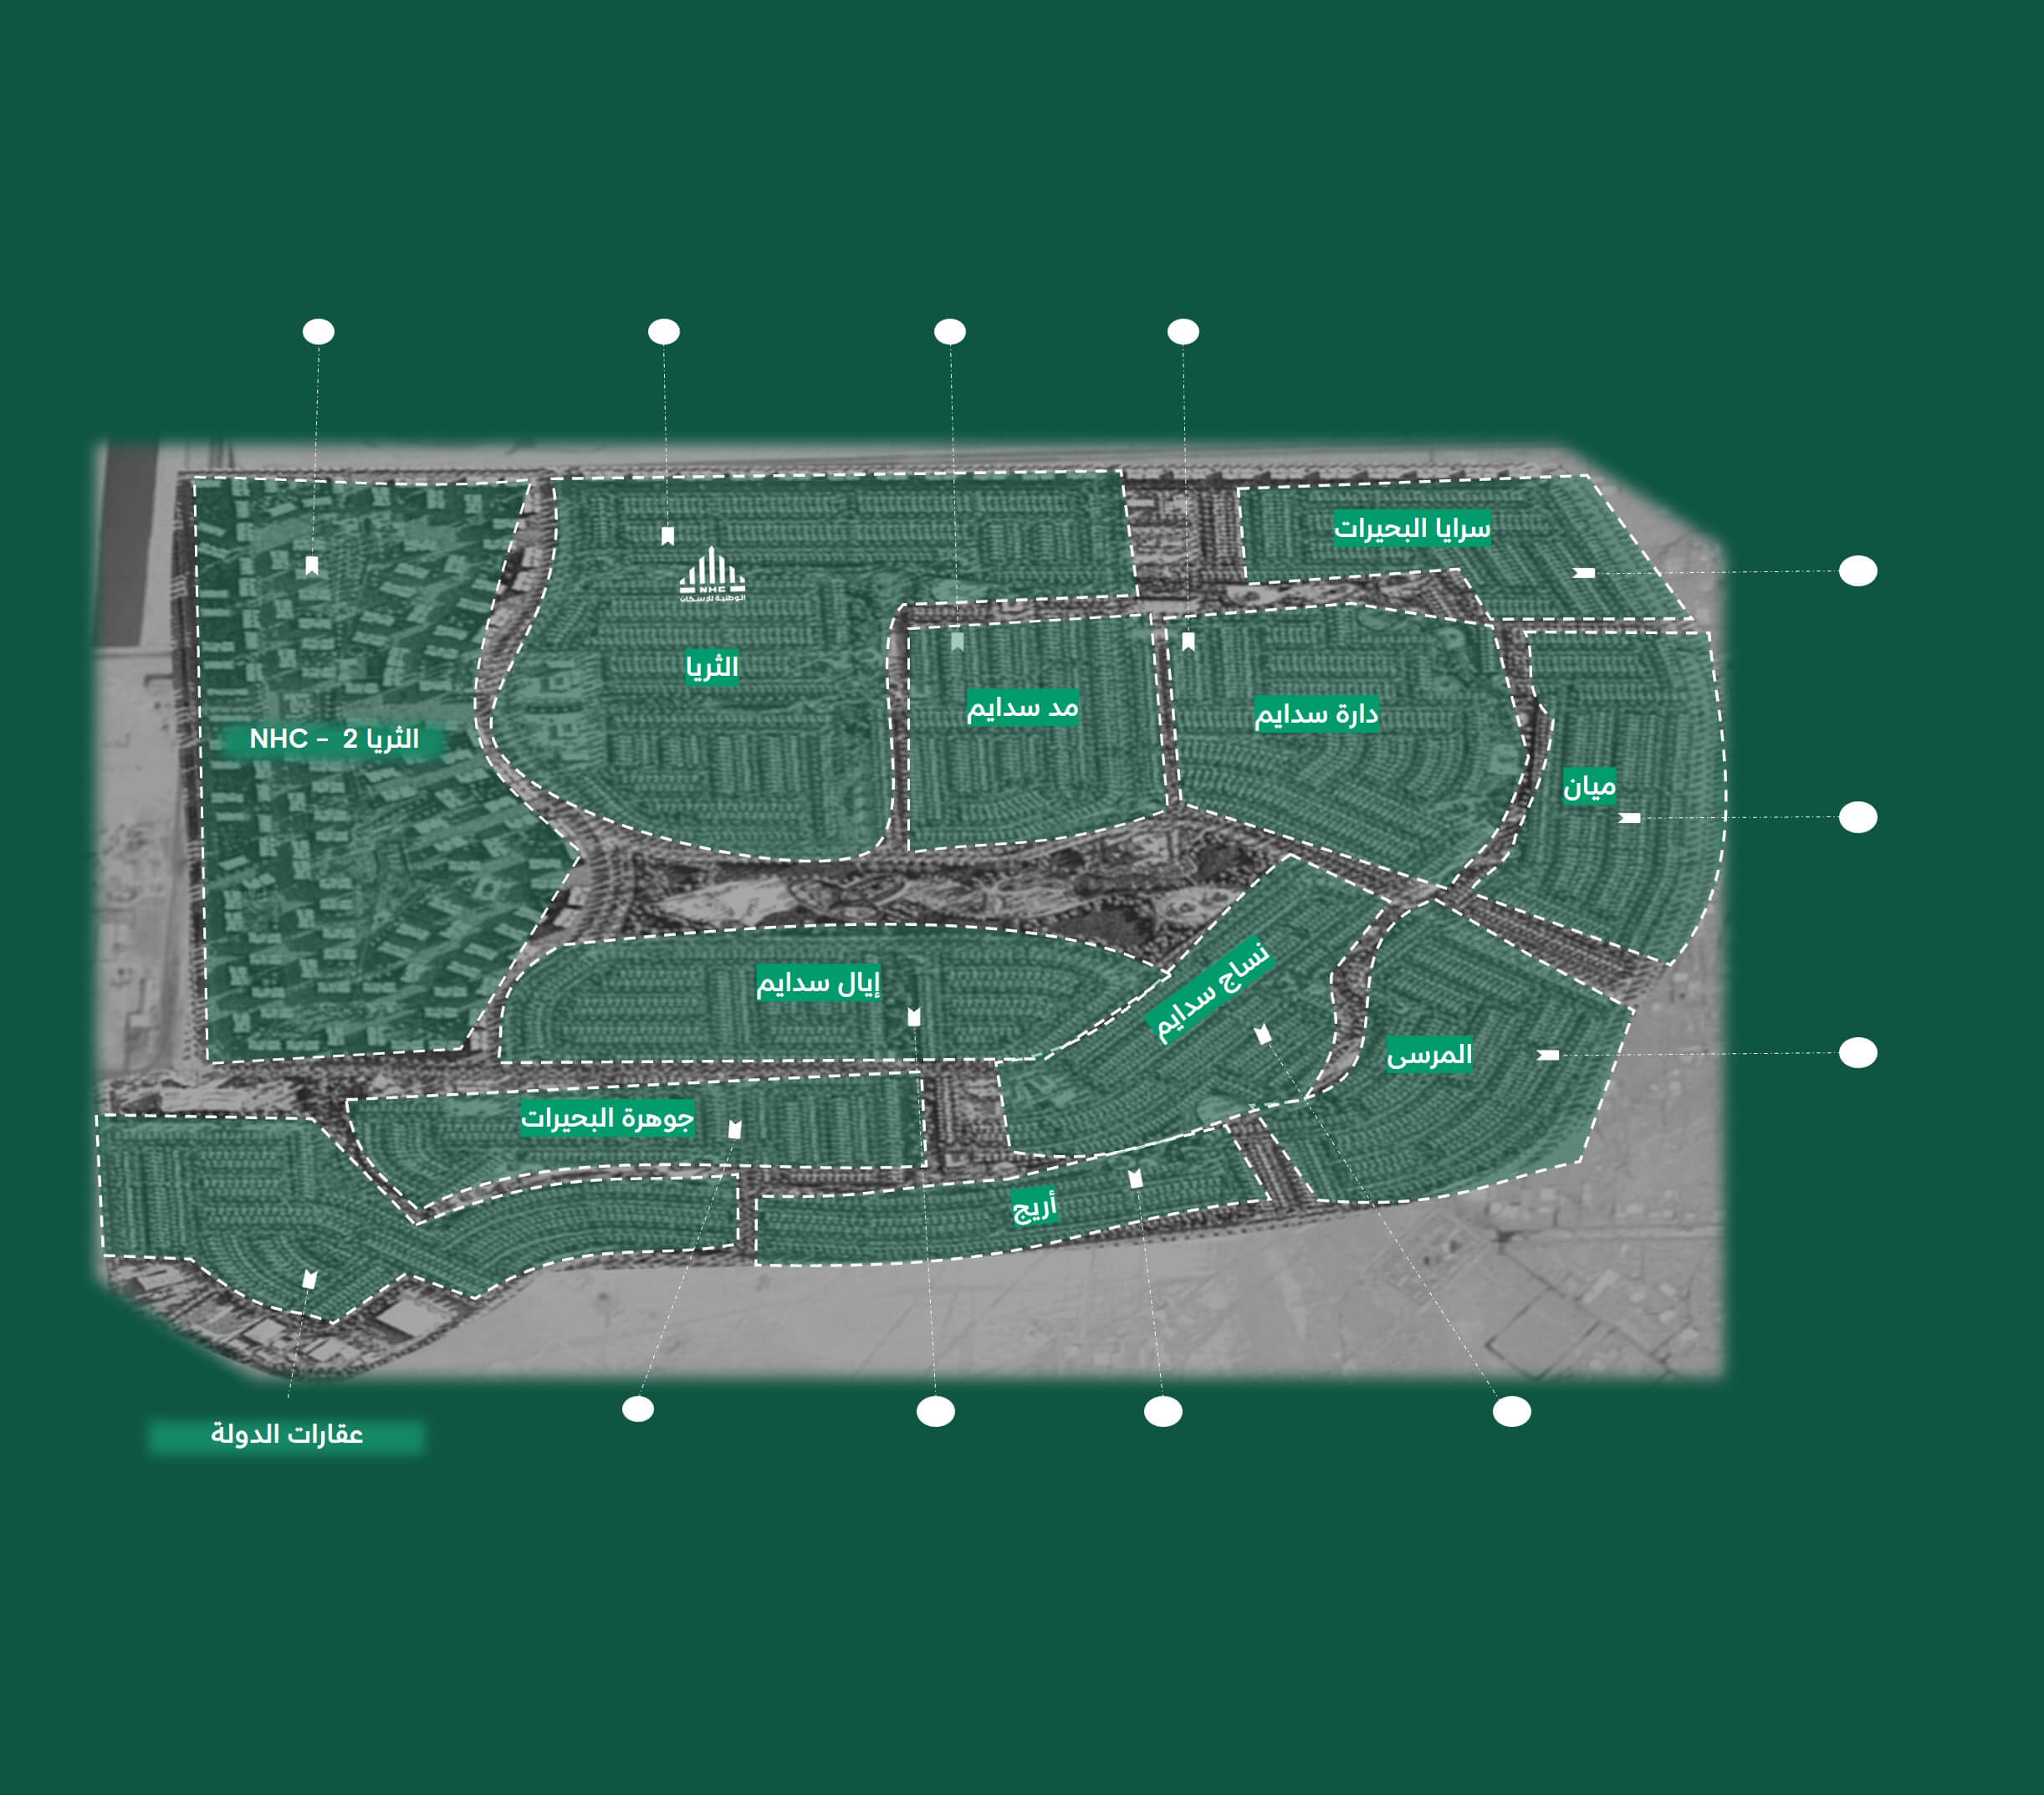 سرايا البحيرات
NHC
الوطنية للإسكان
الثريا
مد سدايم
دارة سدايم
الثريا 2 - NHC
ميان
إيال سدايم
نساج سدايم
المرسى
جوهرة البحيرات
أريج
عقارات الدولة